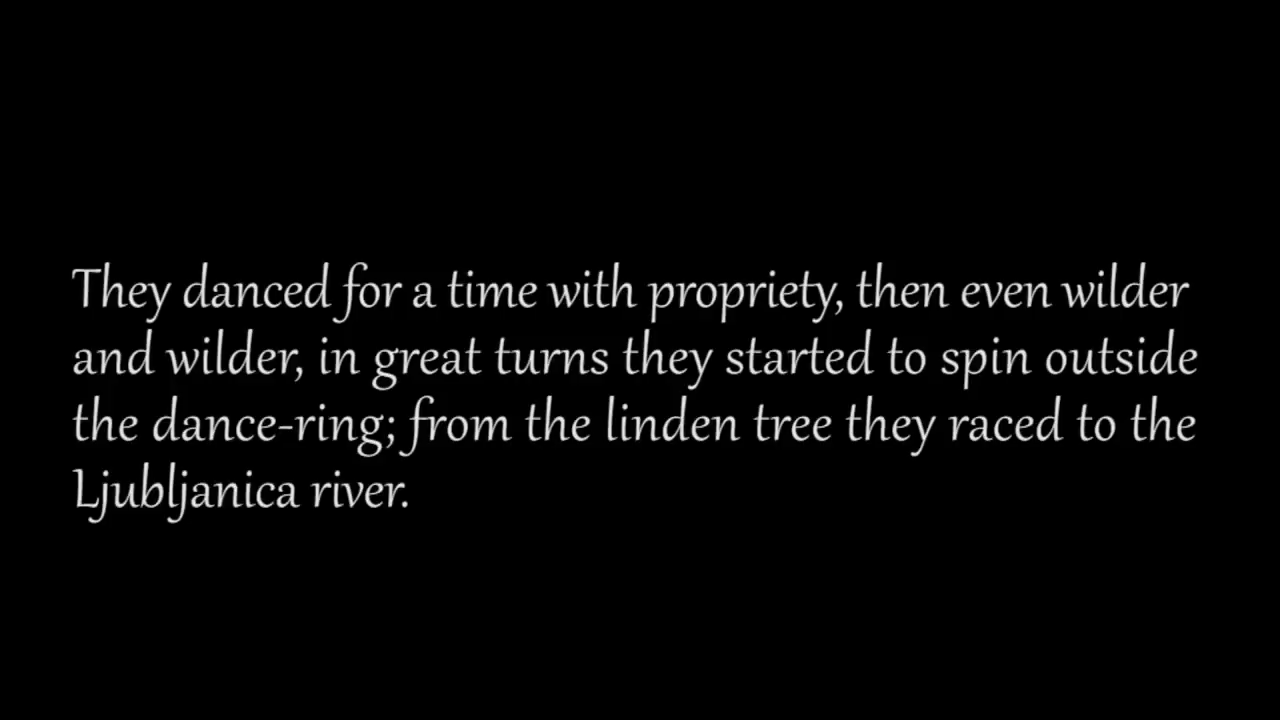 They danced for a time with propriety, then even wilder
and wilder, in great turns they started to spin outside
the dance-ring; from the linden tree they raced to the
Ljubljanica river.